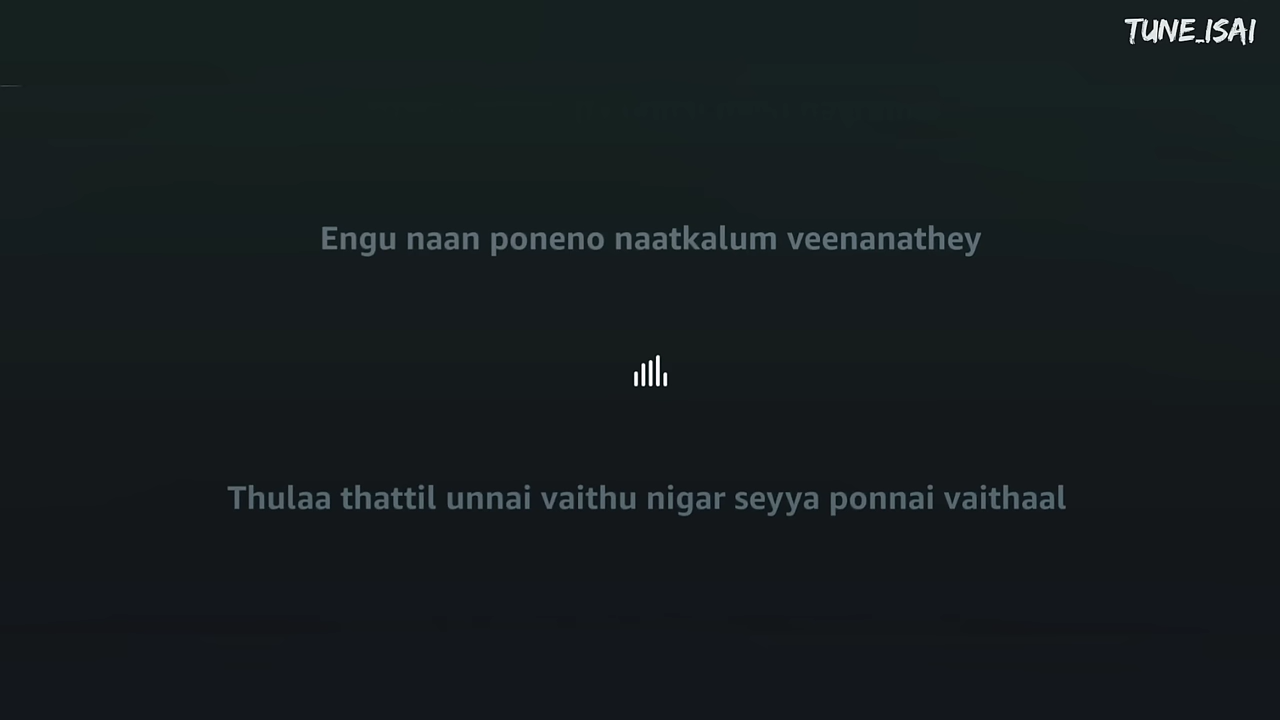 TUNE_ISAI
Engu naan poneno naatkalum veenanathey
Thulaa thattil unnai vaithu nigar seyya ponnai vaithaal